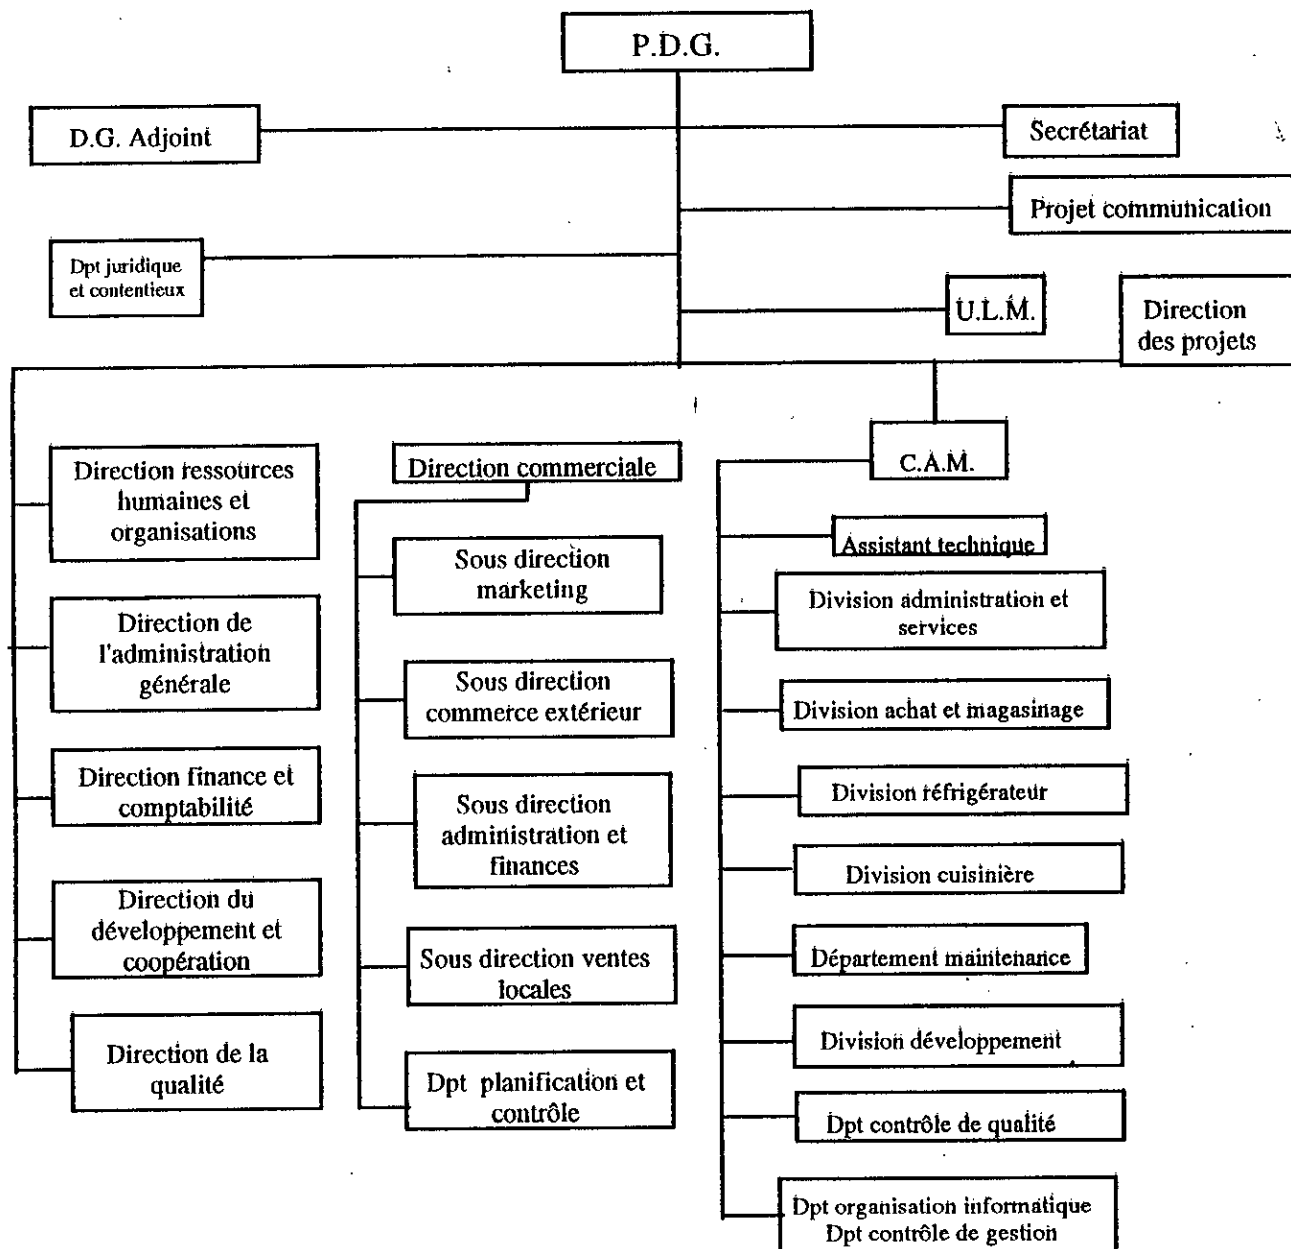 P.D.G.
D.G. Adjoint
Secrétariat
Projet communication
Dpt juridique
et contentieux
U.L.M.
Direction
des projets
Direction ressources
humaines et
organisations
Direction de
l'administration
générale
Direction finance et
comptabilité
Direction du
développement et
coopération
Direction de la
qualité
Direction commerciale
Sous direction
marketing
Sous direction
commerce extérieur
Sous direction
administration et
finances
Sous direction ventes
locales
Dpt planification et
contrôle
C.A.M.
Assistant technique
Division administration et
services
Division achat et magasinage
Division réfrigérateur
Division cuisinière
Département maintenance
Division développement
Dpt contrôle de qualité
Dpt organisation informatique
Dpt contrôle de gestion